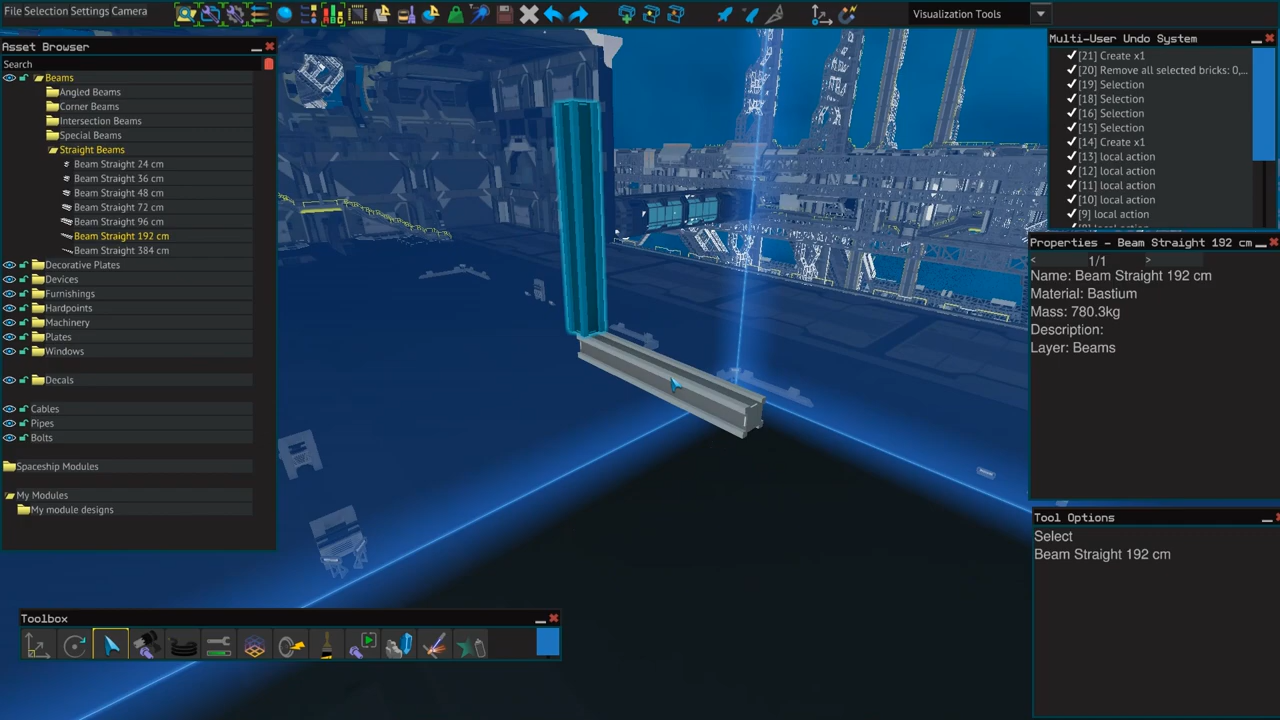 File Selection Settings Camera
Visualization Tools
Asset Browser
Search
Beams
Angled Beams
Corner Beams
Intersection Beams
Special Beams
Straight Beams
Beam Straight 24 cm
Beam Straight 36 cm
Beam Straight 48 cm
Beam Straight 72 cm
Beam Straight 96 cm
Beam Straight 192 cm
Beam Straight 384 cm
Decorative Plates
Devices
Furnishings
Hardpoints
Machinery
Plates
Windows
Decals
Cables
Pipes
Bolts
Spaceship Modules
My Modules
My module designs
Multi-User Undo System
[21] Create x1
[20] Remove all selected bricks: 0,...
[19] Selection
[18] Selection
[16] Selection
[15] Selection
[14] Create x1
[13] local action
[12] local action
[11] local action
[10] local action
[9] local action
Properties - Beam Straight 192 cm
< 1/1 >
Name: Beam Straight 192 cm
Material: Bastium
Mass: 780.3kg
Description:
Layer: Beams
Tool Options
Select
Beam Straight 192 cm
Toolbox